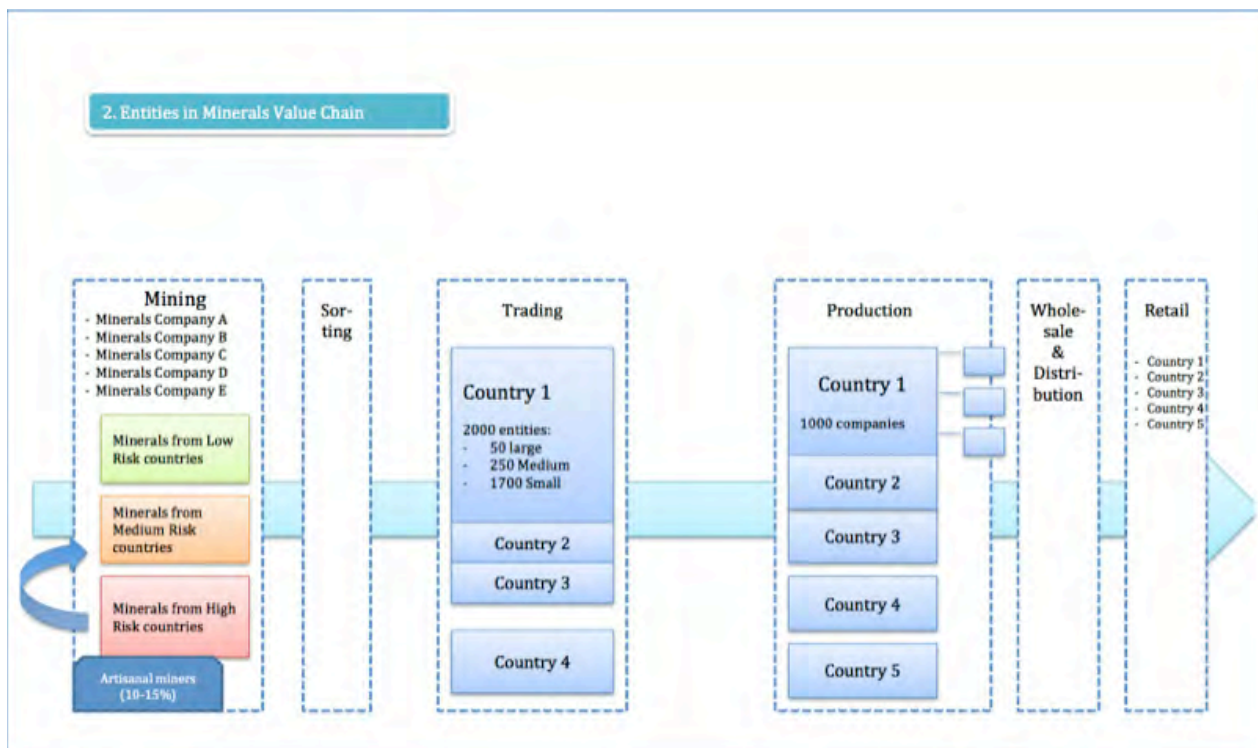 2. Entities in Minerals Value Chain
Mining
- Minerals Company A
- Minerals Company B
- Minerals Company C
- Minerals Company D
- Minerals Company E
Minerals from Low
Risk countries
Minerals from
Medium Risk
countries
Minerals from High
Risk countries
Artisanal miners
(10-15%)
Sor-
ting
Trading
Country 1
2000 entities:
- 50 large
- 250 Medium
- 1700 Small
Country 2
Country 3
Country 4
Production
Country 1
1000 companies
Country 2
Country 3
Country 4
Country 5
Whole-
sale
&
Distri-
bution
Retail
- Country 1
- Country 2
- Country 3
- Country 4
- Country 5